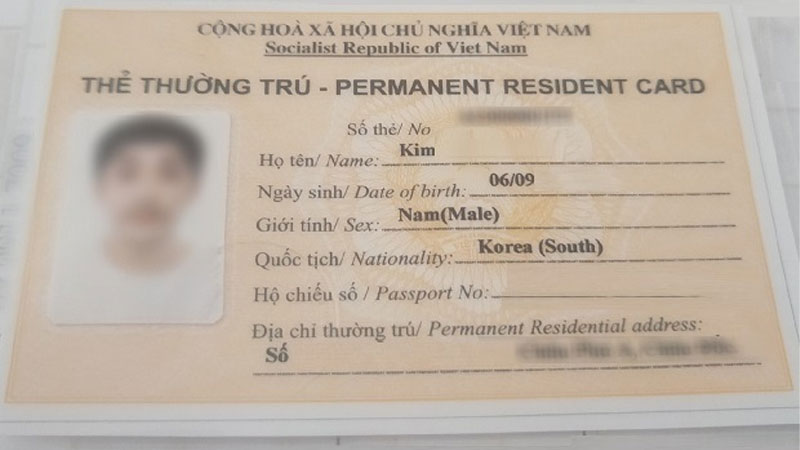 CỘNG HOÀ XÃ HỘI CHỦ NGHĨA VIỆT NAM
Socialist Republic of Viet Nam
THẺ THƯỜNG TRÚ - PERMANENT RESIDENT CARD
Số thẻ/ No
Họ tên/ Name: Kim
Ngày sinh/ Date of birth: 06/09
Giới tính/ Sex: Nam(Male)
Quốc tịch/ Nationality: Korea (South)
Hộ chiếu số / Passport No:
Địa chỉ thường trú/ Permanent Residential address:
Số